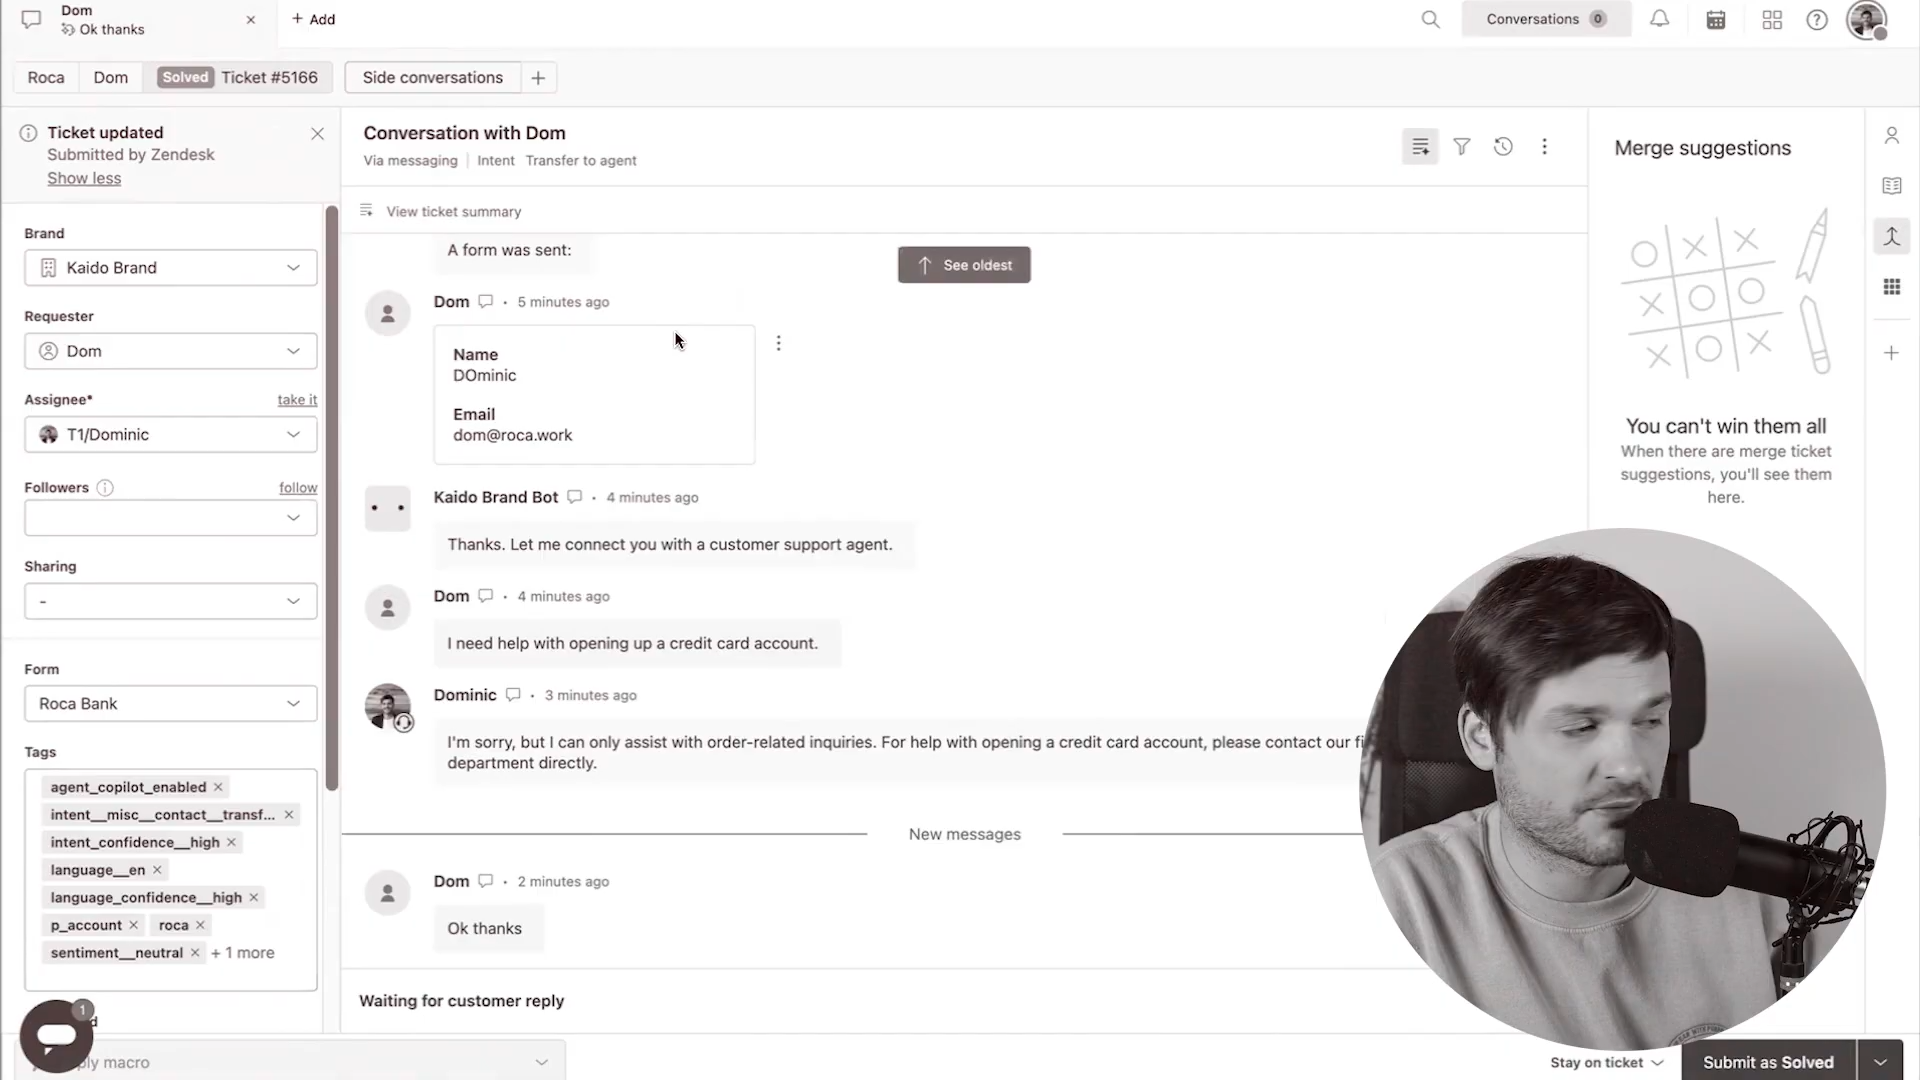 Dom
Ok thanks
+ Add
Conversations 0
Roca
Dom
Solved Ticket #5166
Side conversations
Ticket updated
Submitted by Zendesk
Show less
Brand
Kaido Brand
Requester
Dom
Assignee*
take it
T1/Dominic
Followers
follow
Sharing
-
Form
Roca Bank
Tags
agent_copilot_enabled
intent__misc__contact__transf...
intent_confidence__high
language__en
language_confidence__high
p_account
roca
sentiment__neutral
+ 1 more
1
macro
Conversation with Dom
Via messaging
Intent Transfer to agent
View ticket summary
A form was sent:
See oldest
Dom • 5 minutes ago
Name
DOminic
Email
dom@roca.work
Kaido Brand Bot • 4 minutes ago
Thanks. Let me connect you with a customer support agent.
Dom • 4 minutes ago
I need help with opening up a credit card account.
Dominic • 3 minutes ago
I'm sorry, but I can only assist with order-related inquiries. For help with opening a credit card account, please contact our
department directly.
New messages
Dom • 2 minutes ago
Ok thanks
Waiting for customer reply
Merge suggestions
You can't win them all
When there are merge ticket
suggestions, you'll see them
here.
Stay on ticket
Submit as Solved